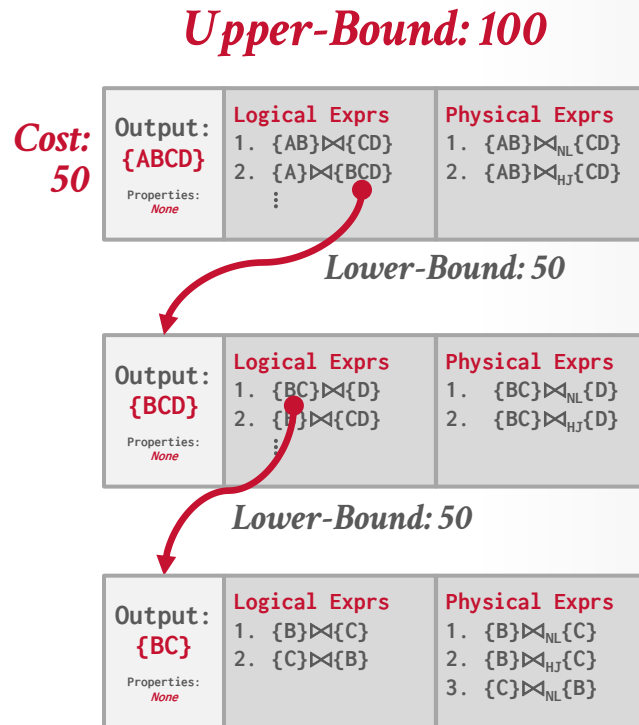 Upper-Bound: 100
Cost: 50
Output:
{ABCD}
Properties:
None
Logical Exprs
1. {AB}⋈{CD}
2. {A}⋈{BCD}
⋮
Physical Exprs
1. {AB}⋈NL{CD}
2. {AB}⋈HJ{CD}
Lower-Bound: 50
Output:
{BCD}
Properties:
None
Logical Exprs
1. {BC}⋈{D}
2. {B}⋈{CD}
⋮
Physical Exprs
1. {BC}⋈NL{D}
2. {BC}⋈HJ{D}
Lower-Bound: 50
Output:
{BC}
Properties:
None
Logical Exprs
1. {B}⋈{C}
2. {C}⋈{B}
Physical Exprs
1. {B}⋈NL{C}
2. {B}⋈HJ{C}
3. {C}⋈NL{B}